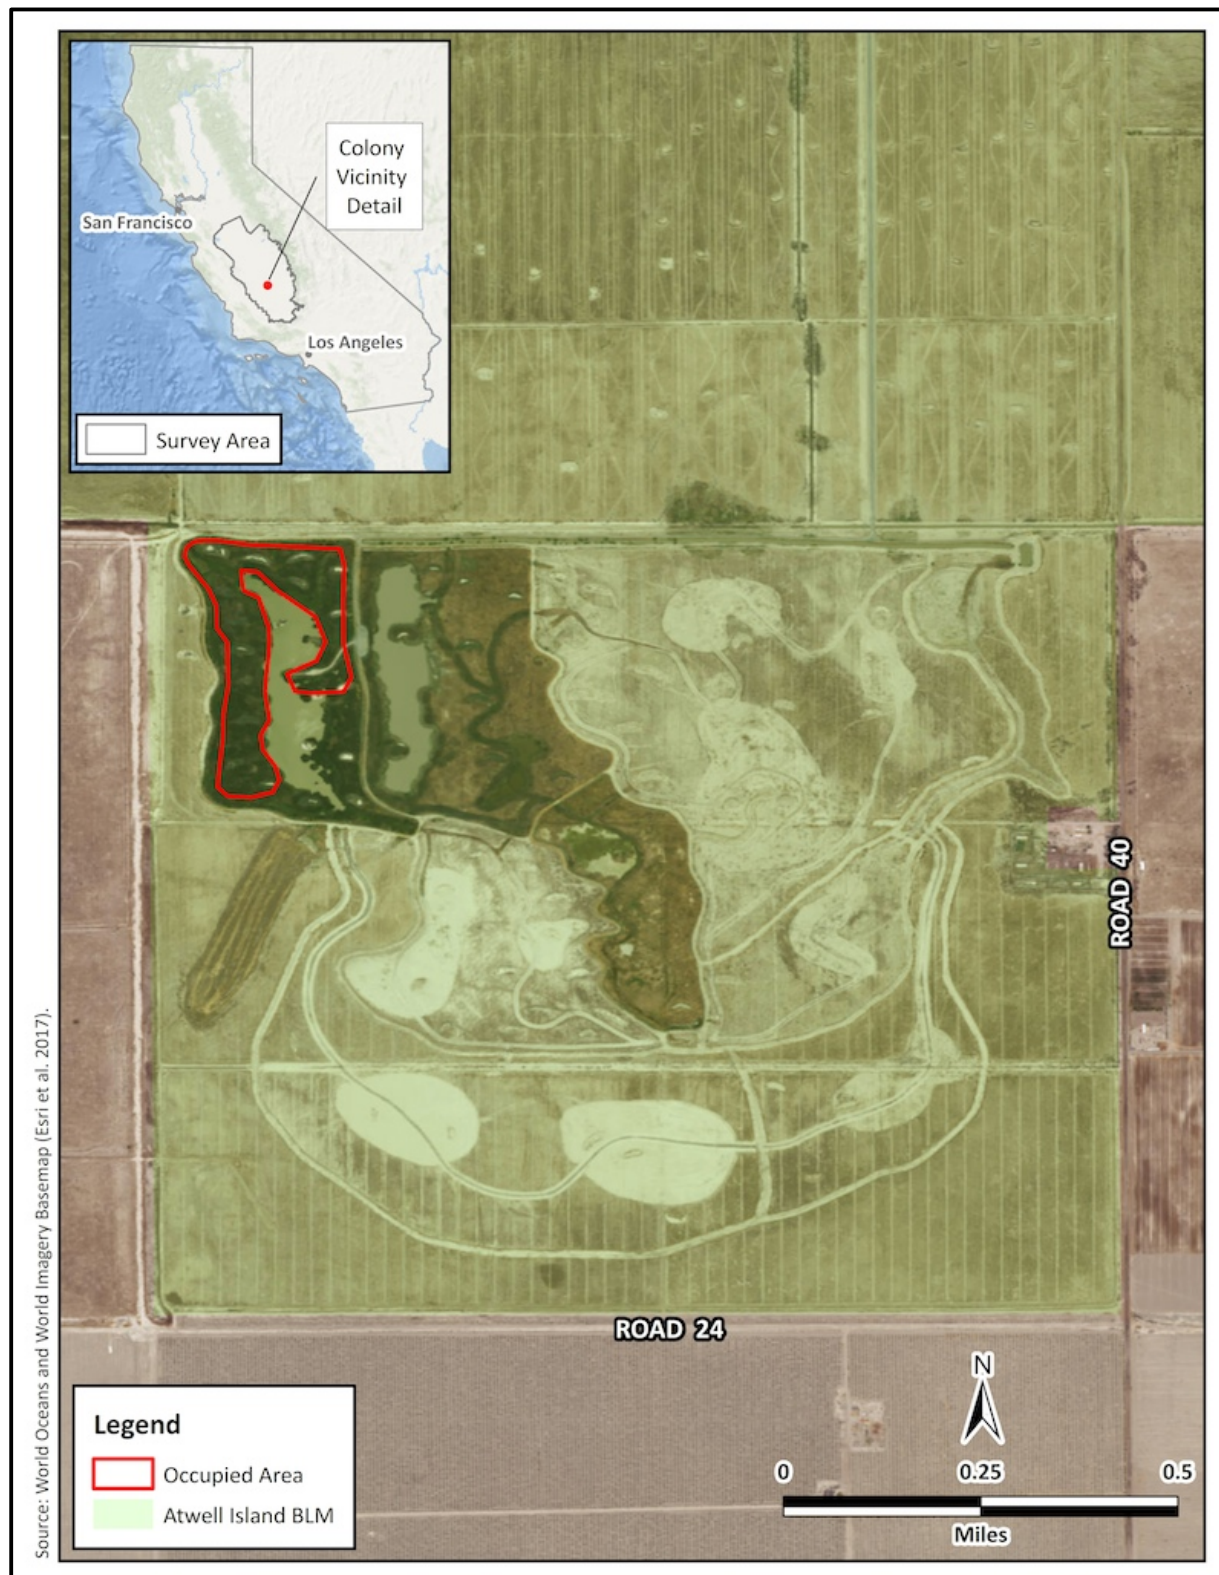 Colony
Vicinity
Detail
San Francisco
Los Angeles
Survey Area
ROAD 40
ROAD 24
Source: World Oceans and World Imagery Basemap (Esri et al. 2017).
Legend
Occupied Area
Atwell Island BLM
N
0 0.25 0.5
Miles